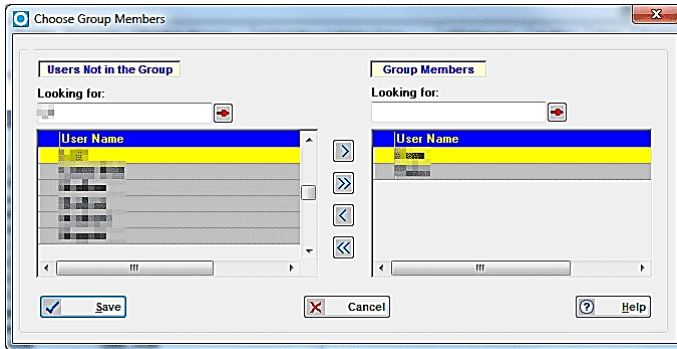 Choose Group Members
Users Not in the Group
Group Members
Looking for:
Looking for:
User Name
User Name
Save
Cancel
Help